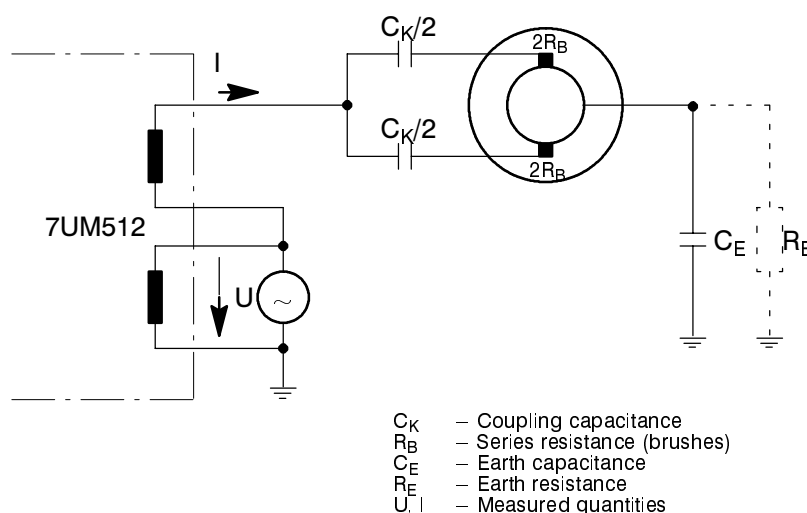 I
C_K/2
2R_B
C_K/2
2R_B
7UM512
U
~
C_E
R_E
C_K – Coupling capacitance
R_B – Series resistance (brushes)
C_E – Earth capacitance
R_E – Earth resistance
U, I – Measured quantities